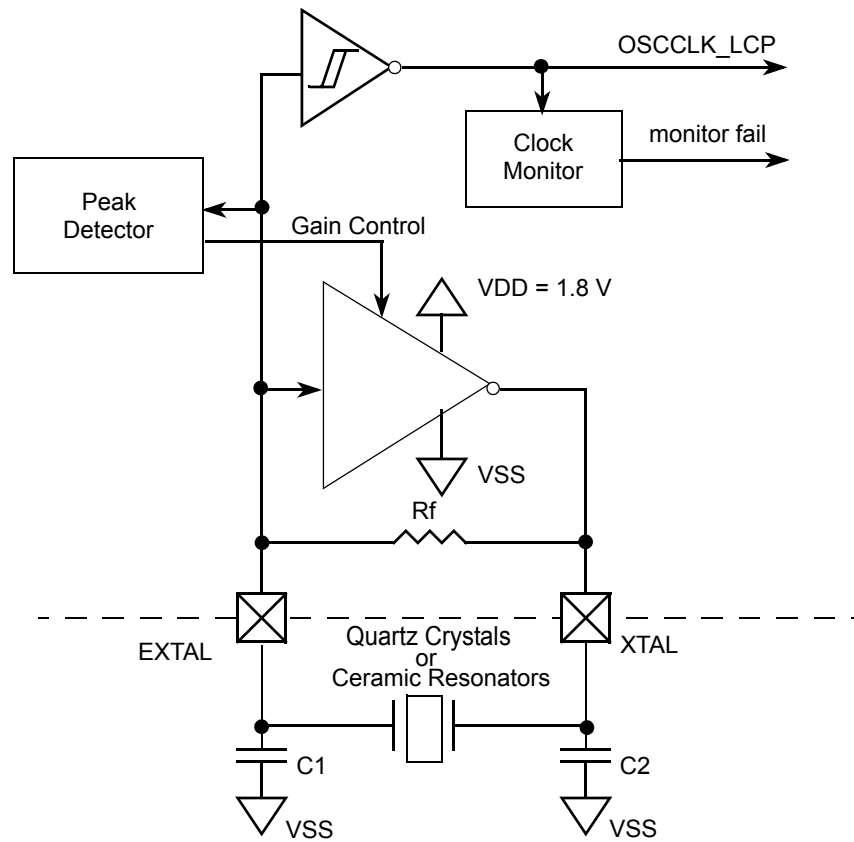 OSCCLK_LCP
Clock
Monitor
monitor fail
Peak
Detector
Gain Control
VDD = 1.8 V
VSS
Rf
EXTAL
Quartz Crystals
or
Ceramic Resonators
XTAL
C1
C2
VSS
VSS